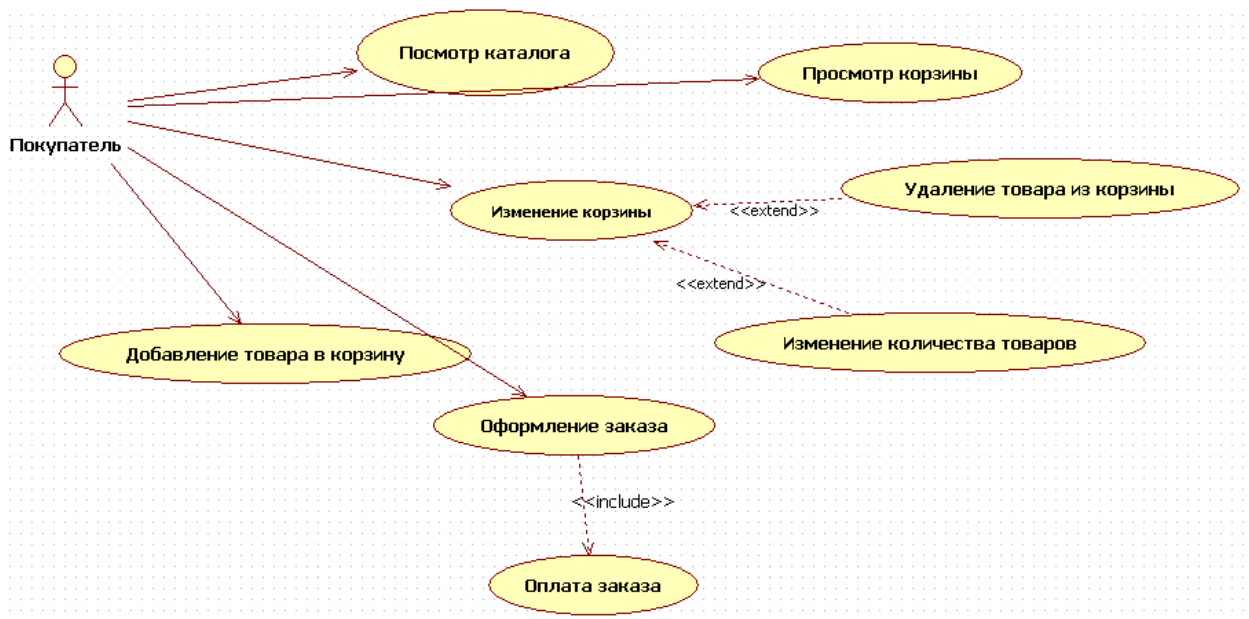 Посмотр каталога
Просмотр корзины
Покупатель
Удаление товара из корзины
Изменение корзины
<<extend>>
<<extend>>
Изменение количества товаров
Добавление товара в корзину
Оформление заказа
<<include>>
Оплата заказа